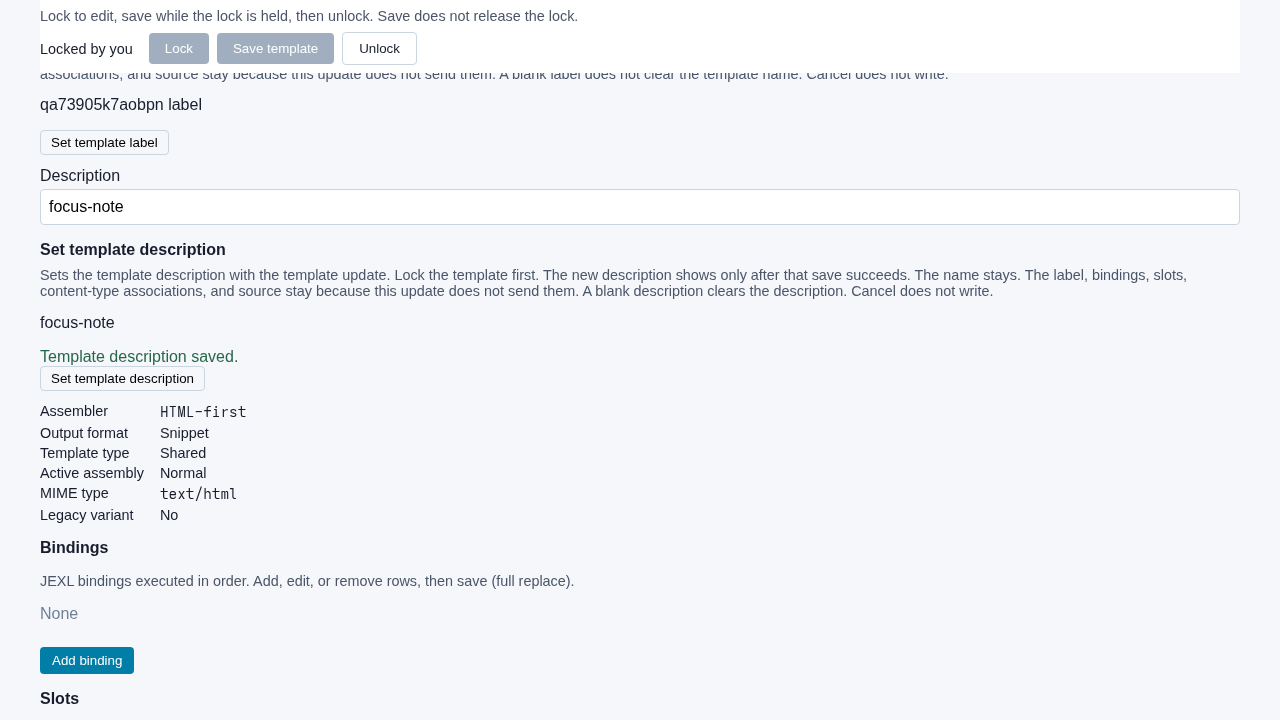 Lock to edit, save while the lock is held, then unlock. Save does not release the lock.
Locked by you
Lock
Save template
Unlock
associations, and source stay because this update does not send them. A blank label does not clear the template name. Cancel does not write.
qa73905k7aobpn label
Set template label
Description
focus-note
Set template description
Sets the template description with the template update. Lock the template first. The new description shows only after that save succeeds. The name stays. The label, bindings, slots,
content-type associations, and source stay because this update does not send them. A blank description clears the description. Cancel does not write.
focus-note
Template description saved.
Set template description
Assembler HTML-first
Output format Snippet
Template type Shared
Active assembly Normal
MIME type text/html
Legacy variant No
Bindings
JEXL bindings executed in order. Add, edit, or remove rows, then save (full replace).
None
Add binding
Slots